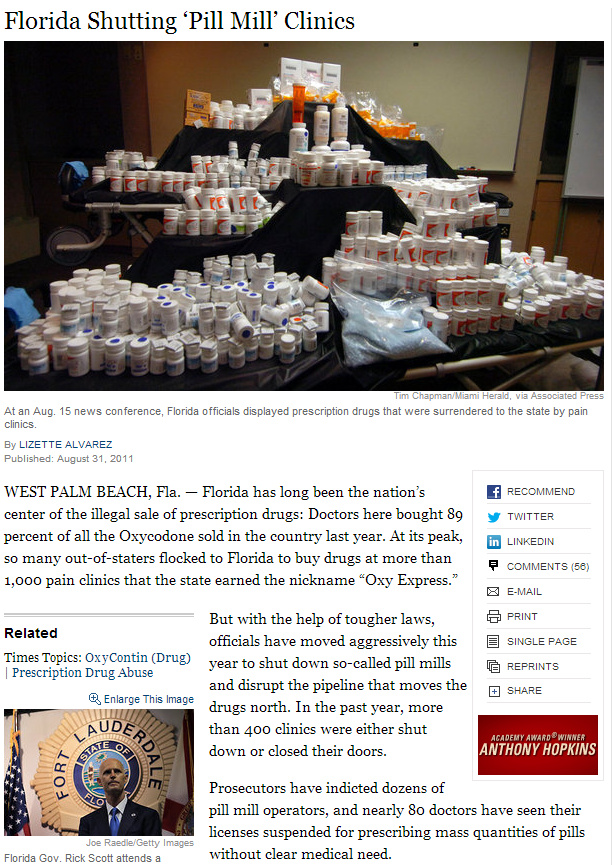 Florida Shutting ‘Pill Mill’ Clinics
Tim Chapman/Miami Herald, via Associated Press
At an Aug. 15 news conference, Florida officials displayed prescription drugs that were surrendered to the state by pain
clinics.
By LIZETTE ALVAREZ
Published: August 31, 2011
WEST PALM BEACH, Fla. — Florida has long been the nation’s
center of the illegal sale of prescription drugs: Doctors here bought 89
percent of all the Oxycodone sold in the country last year. At its peak,
so many out-of-staters flocked to Florida to buy drugs at more than
1,000 pain clinics that the state earned the nickname “Oxy Express.”
RECOMMEND
TWITTER
LINKEDIN
COMMENTS (56)
E-MAIL
PRINT
SINGLE PAGE
REPRINTS
SHARE
ACADEMY AWARD® WINNER
ANTHONY HOPKINS
Related
Times Topics: OxyContin (Drug)
| Prescription Drug Abuse
Enlarge This Image
FORT LAUDERDALE
STATE OF
FLO
Joe Raedle/Getty Images
Florida Gov. Rick Scott attends a
But with the help of tougher laws,
officials have moved aggressively this
year to shut down so-called pill mills
and disrupt the pipeline that moves the
drugs north. In the past year, more
than 400 clinics were either shut
down or closed their doors.
Prosecutors have indicted dozens of
pill mill operators, and nearly 80 doctors have seen their
licenses suspended for prescribing mass quantities of pills
without clear medical need.